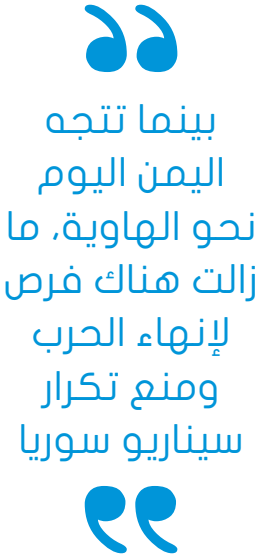 بينما تتجه
اليمن اليوم
نحو الهاوية، ما
زالت هناك فرص
لإنهاء الحرب
ومنع تكرار
سيناريو سوريا